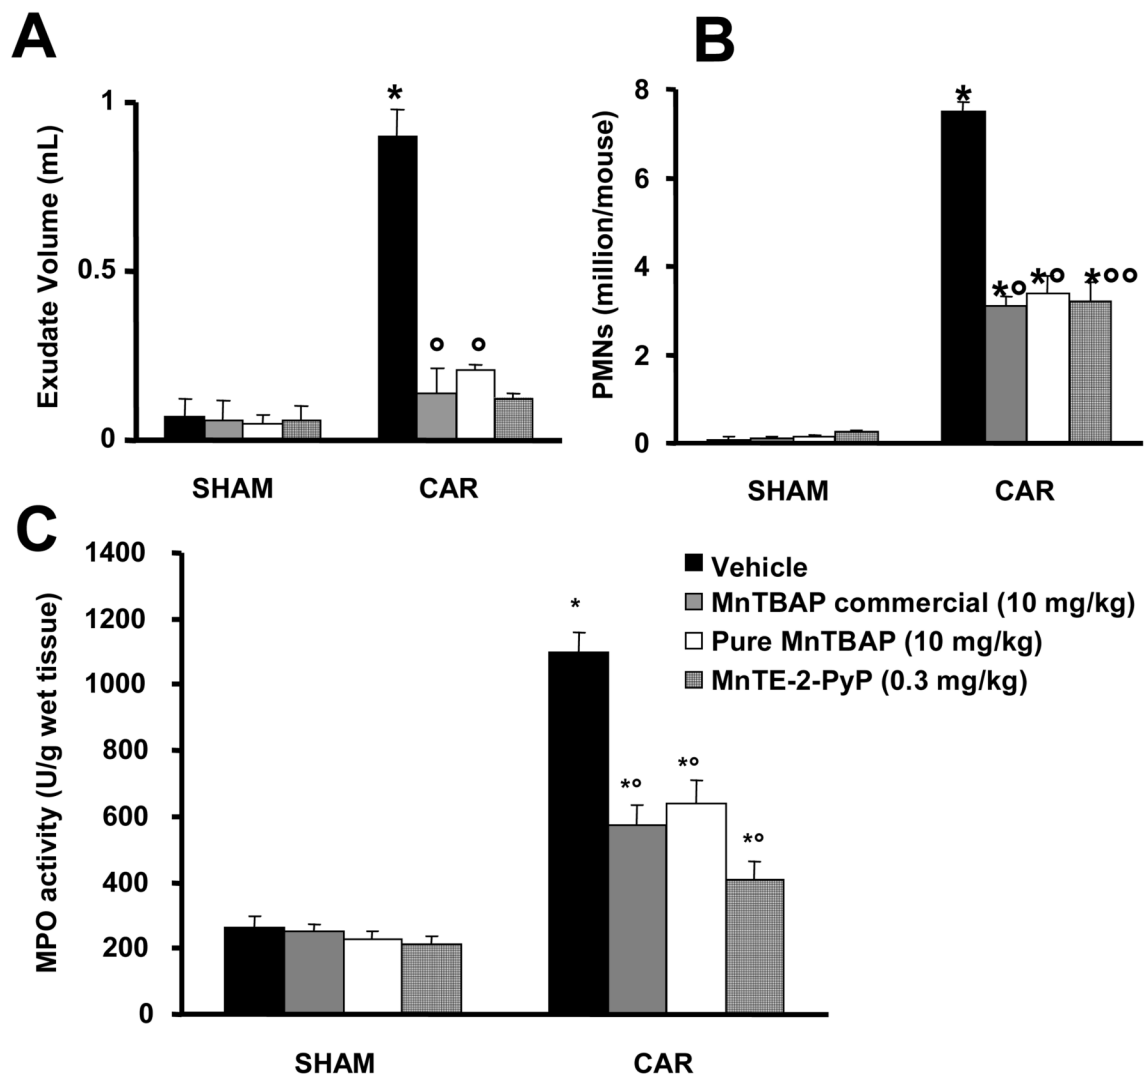 A
Exudate Volume (mL)
1
0.5
0
*
° °
SHAM CAR
B
PMNs (million/mouse)
8
6
4
2
0
*
*° *° *°°
SHAM CAR
C
MPO activity (U/g wet tissue)
1400
1200
1000
800
600
400
200
0
*
*° *° *°
SHAM CAR
Vehicle
MnTBAP commercial (10 mg/kg)
Pure MnTBAP (10 mg/kg)
MnTE-2-PyP (0.3 mg/kg)